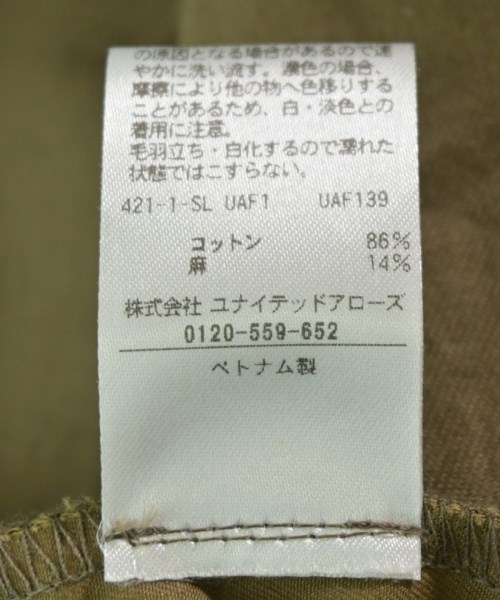 の原因となる場合があるので速
やかに洗い流す。濃色の場合、
摩擦により他の物へ色移りする
ことがあるため、白・淡色との
着用に注意。
毛羽立ち・白化するので濡れた
状態ではこすらない。
421-1-SL UAF1 UAF139
コットン 86%
麻 14%
株式会社 ユナイテッドアローズ
0120-559-652
ベトナム製